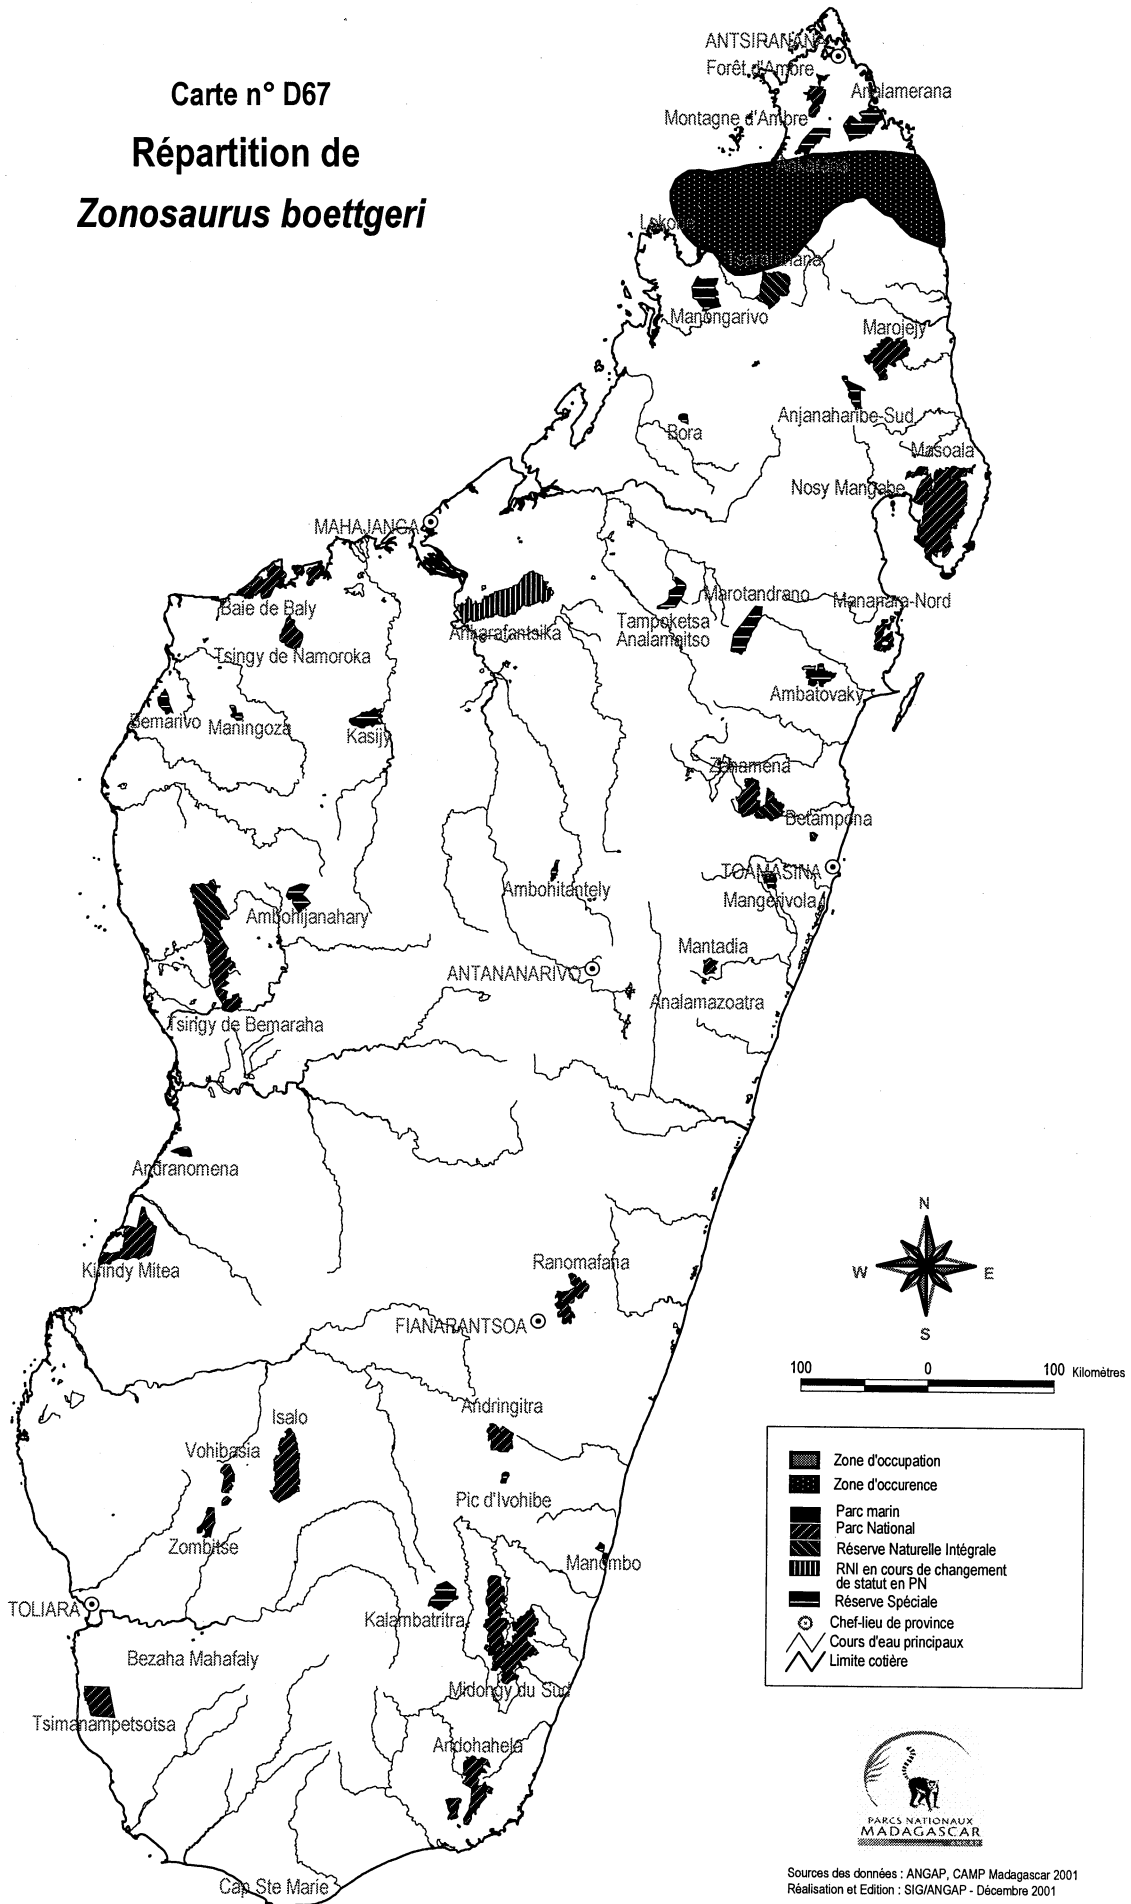 Carte n° D67
Répartition de
Zonosaurus boettgeri
ANTSIRANANA
Forêt d'Ambre
Analamerana
Montagne d'Ambre
Ankarana
Lokobe
Tsaratanana
Manongarivo
Marojejy
Anjanaharibe-Sud
Bora
Masoala
Nosy Mangabe
MAHAJANGA
Baie de Baly
Ankarafantsika
Tampoketsa
Analamaitso
Marotandrano
Mananara-Nord
Tsingy de Namoroka
Ambatovaky
Bemarivo
Maningoza
Kasijy
Zahamena
Betampona
TOAMASINA
Ambohitantely
Mangerivola
Ambohijanahary
Mantadia
ANTANANARIVO
Analamazoatra
Tsingy de Bemaraha
Andranomena
Kirindy Mitea
Ranomafana
FIANARANTSOA
Andringitra
Isalo
Vohibasia
Pic d'Ivohibe
Zombitse
Manombo
TOLIARA
Kalambatritra
Bezaha Mahafaly
Midongy du Sud
Tsimanampetsotsa
Andohahela
Cap Ste Marie
N
W
E
S
100 0 100 Kilomètres
Zone d'occupation
Zone d'occurence
Parc marin
Parc National
Réserve Naturelle Intégrale
RNI en cours de changement
de statut en PN
Réserve Spéciale
Chef-lieu de province
Cours d'eau principaux
Limite cotière
PARCS NATIONAUX
MADAGASCAR
Sources des données : ANGAP, CAMP Madagascar 2001
Réalisation et Edition : SIG/ANGAP - Décembre 2001